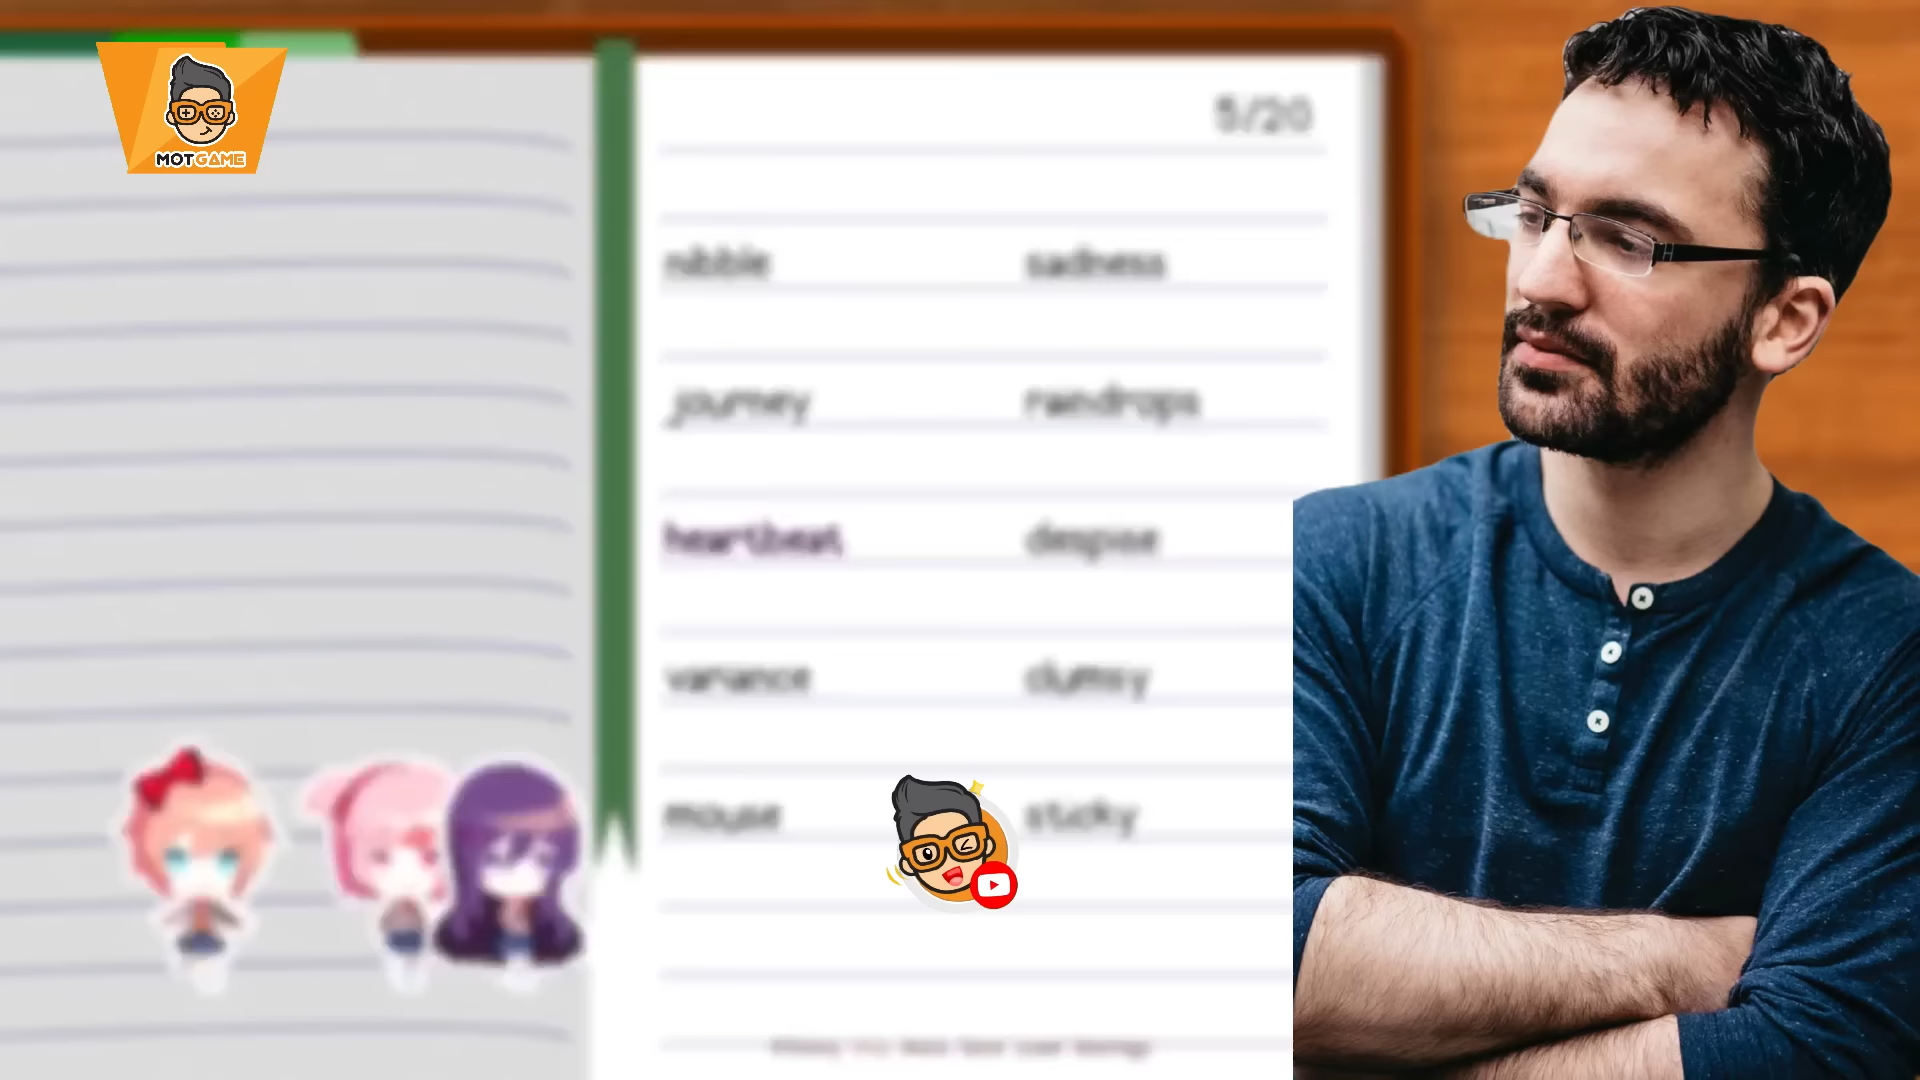 MOTGAME
5/20
nibble sadness
journey raindrops
heartbeat despise
variance clumsy
mouse sticky